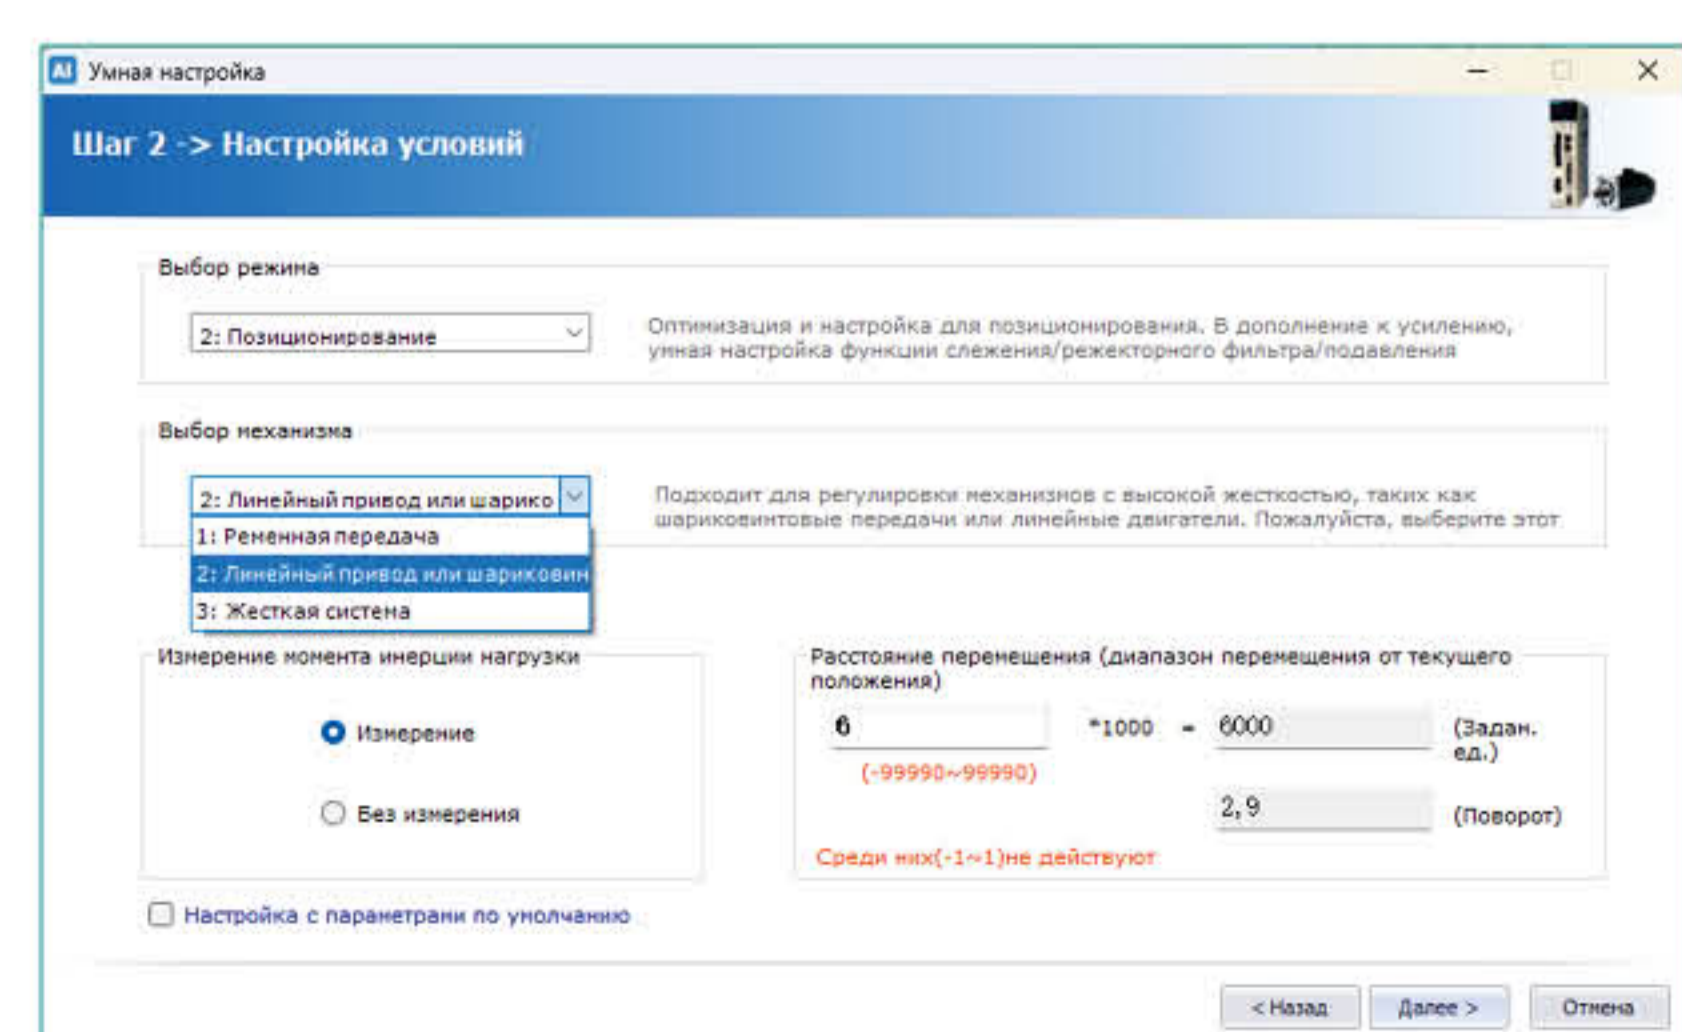 AI Умная настройка
Шаг 2 -> Настройка условий
Выбор режима
2: Позиционирование
Оптимизация и настройка для позиционирования. В дополнение к усилению,
умная настройка функции слежения/режекторного фильтра/подавления
Выбор механизма
2: Линейный привод или шарико
Подходит для регулировки механизмов с высокой жесткостью, таких как
шариковинтовые передачи или линейные двигатели. Пожалуйста, выберите этот
1: Ременная передача
2: Линейный привод или шариковин
3: Жесткая система
Измерение момента инерции нагрузки
Измерение
Без измерения
Расстояние перемещения (диапазон перемещения от текущего
положения)
6 *1000 = 6000 (Задан.
ед.)
(-99990~99990)
2,9 (Поворот)
Среди них(-1~1)не действуют
Настройка с параметрами по умолчанию
< Назад Далее > Отмена